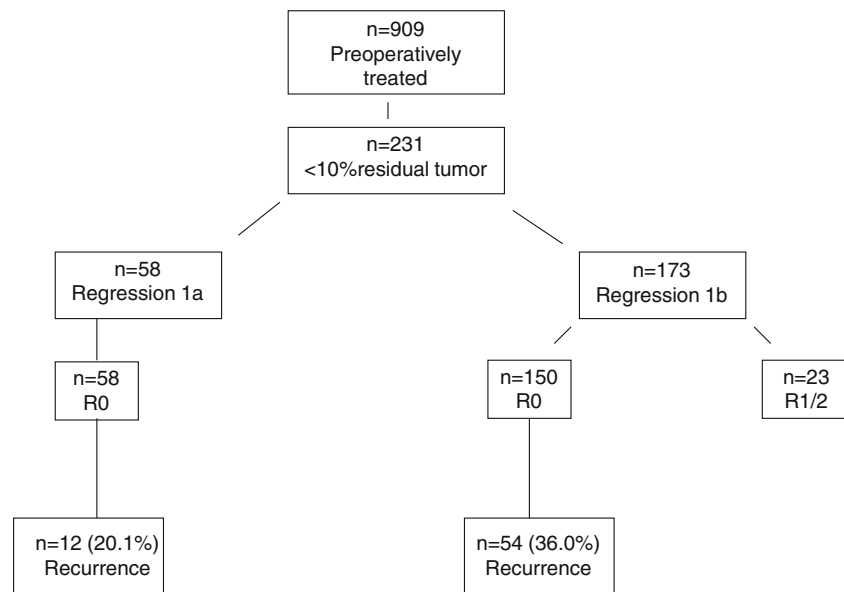 n=909
Preoperatively
treated
n=231
<10%residual tumor
n=58
Regression 1a
n=173
Regression 1b
n=58
R0
n=150
R0
n=23
R1/2
n=12 (20.1%)
Recurrence
n=54 (36.0%)
Recurrence